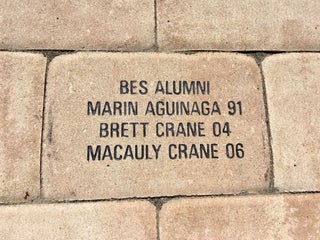 BES ALUMNI
MARIN AGUINAGA 91
BRETT CRANE 04
MACAULY CRANE 06